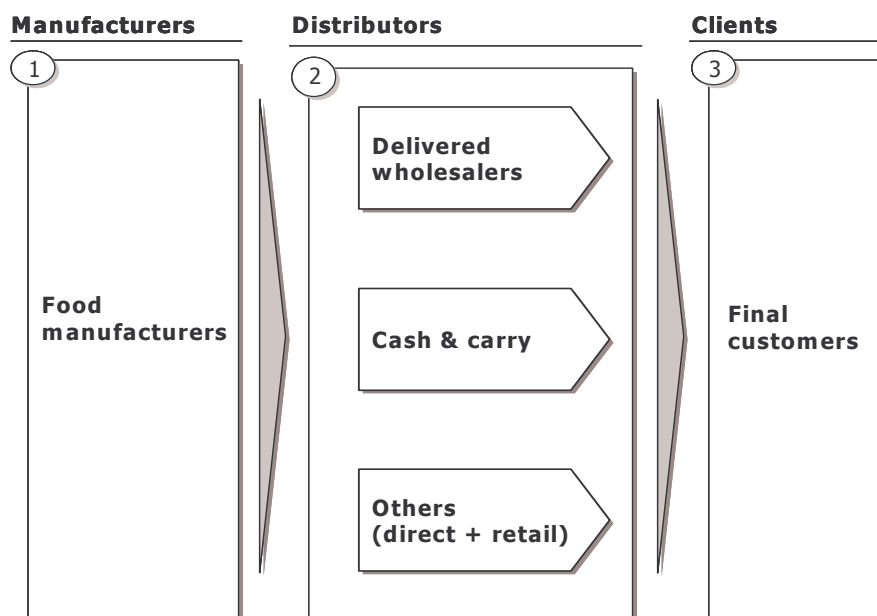 Manufacturers
Distributors
Clients
1
2
3
Delivered
wholesalers
Food
manufacturers
Cash & carry
Final
customers
Others
(direct + retail)